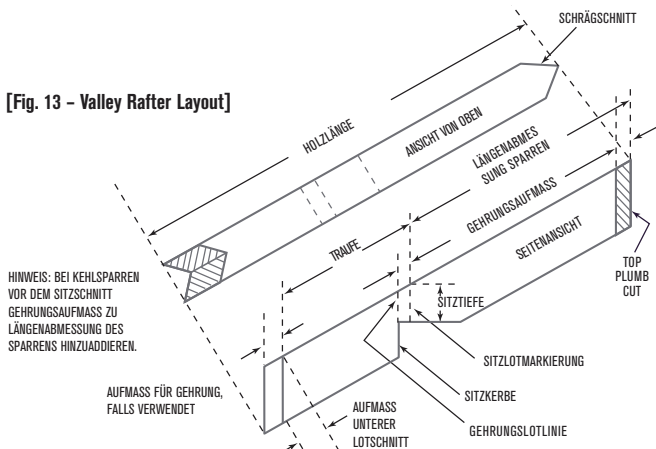 SCHRÄGSCHNITT
[Fig. 13 – Valley Rafter Layout]
HOLZLÄNGE
ANSICHT VON OBEN
LÄNGENABMES
SUNG SPARREN
GEHRUNGSAUFMASS
TRAUFE
SEITENANSICHT
TOP
PLUMB
CUT
HINWEIS: BEI KEHLSPARREN
VOR DEM SITZSCHNITT
GEHRUNGSAUFMASS ZU
LÄNGENABMESSUNG DES
SPARRENS HINZUADDIEREN.
SITZTIEFE
SITZLOTMARKIERUNG
AUFMASS FÜR GEHRUNG,
FALLS VERWENDET
SITZKERBE
AUFMASS
UNTERER
LOTSCHNITT
GEHRUNGSLOTLINIE